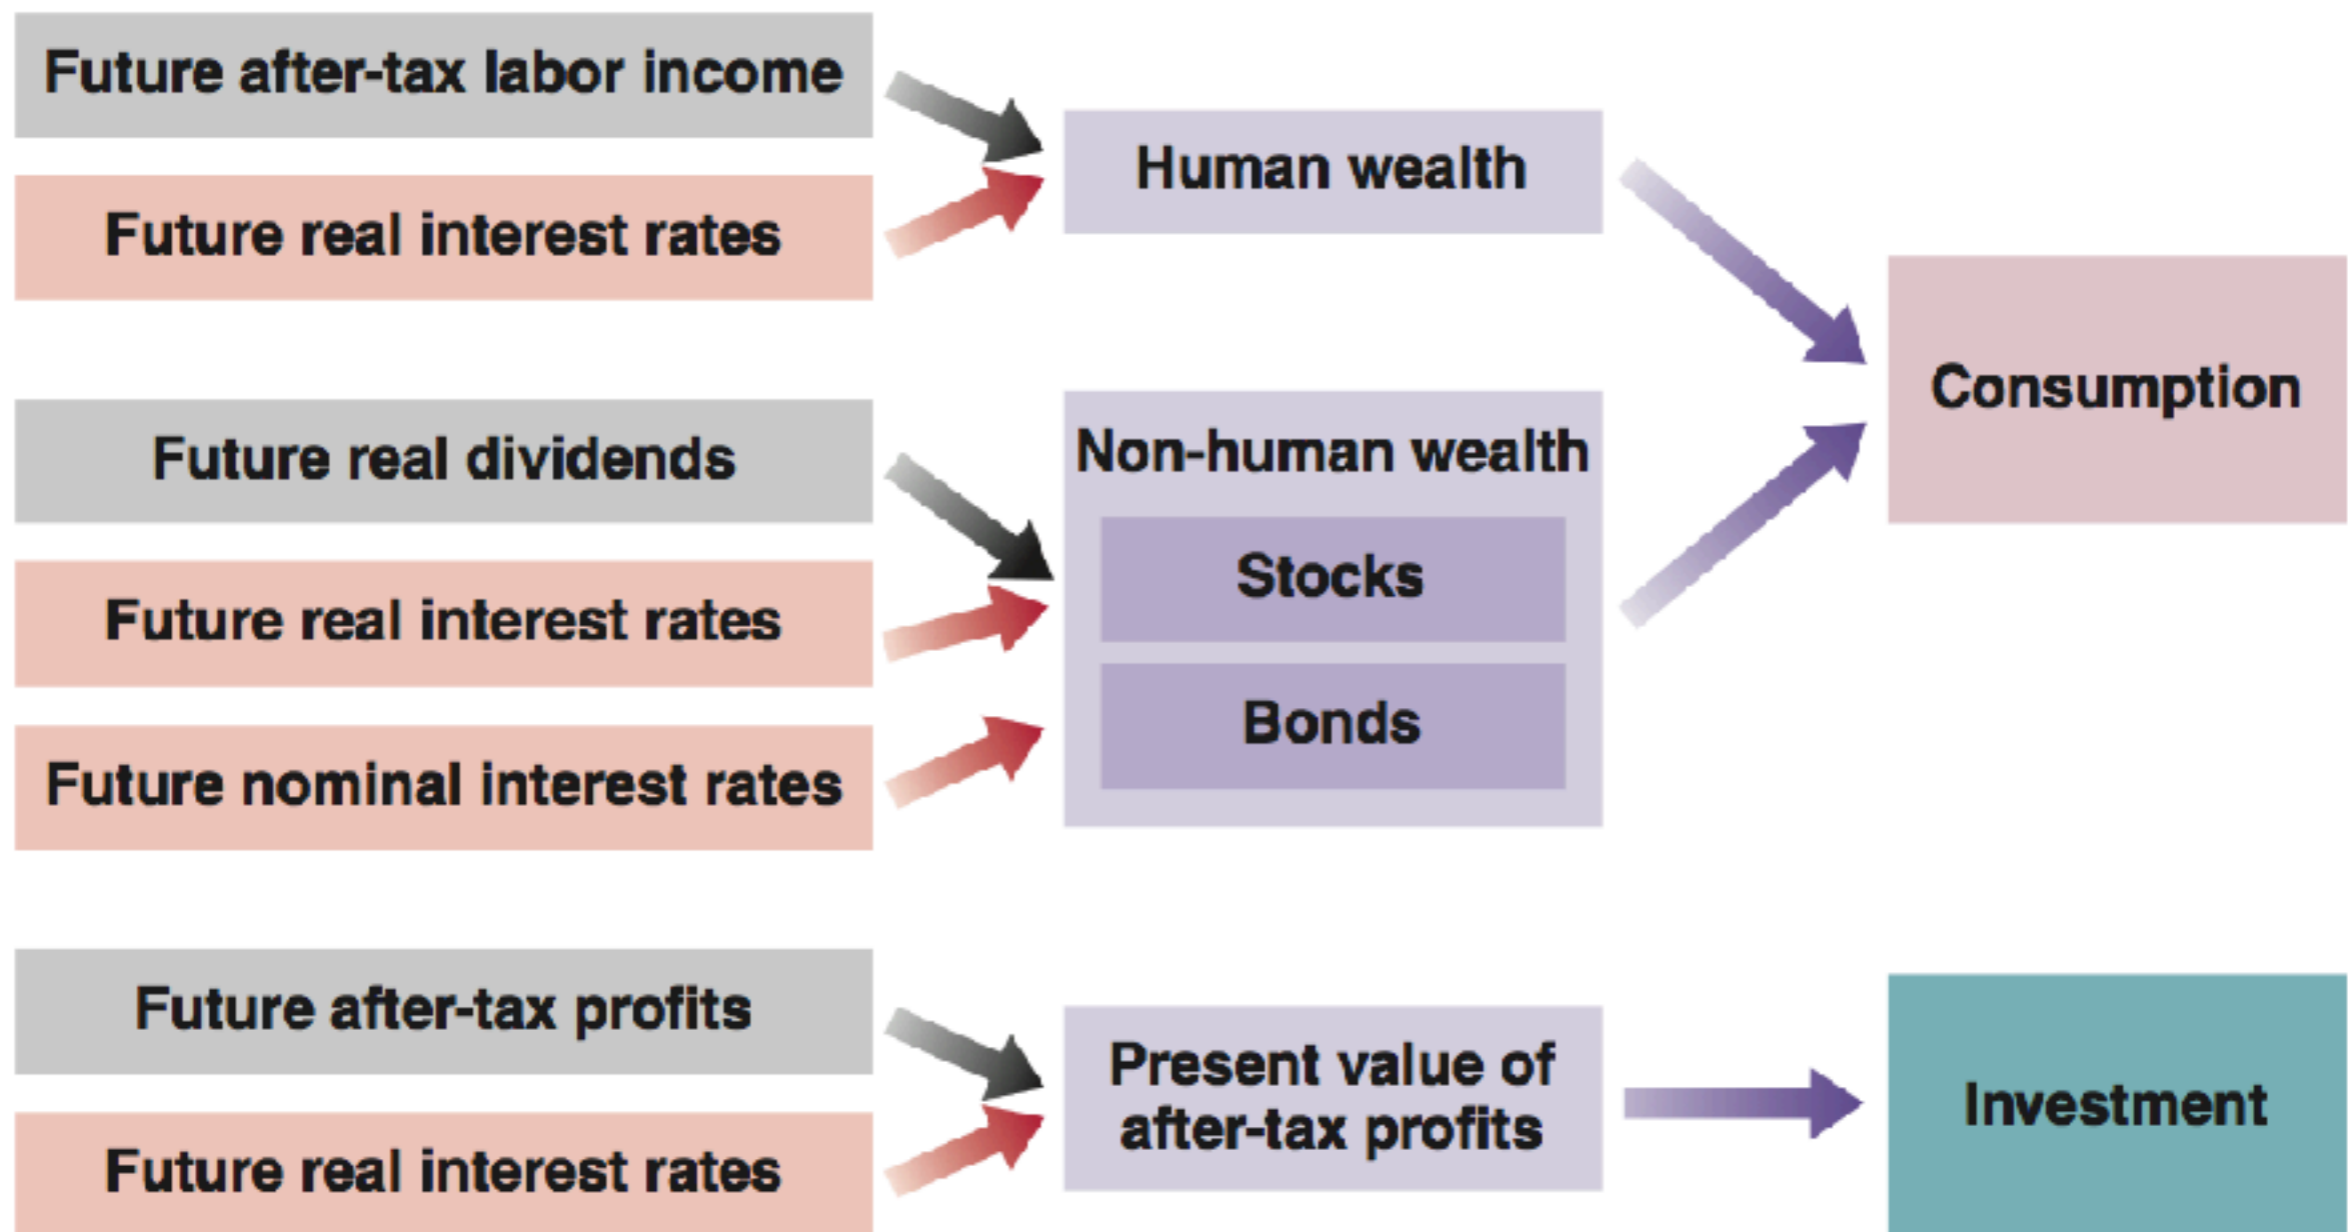 Future after-tax labor income
Future real interest rates
Human wealth
Future real dividends
Future real interest rates
Future nominal interest rates
Non-human wealth
Stocks
Bonds
Consumption
Future after-tax profits
Future real interest rates
Present value of
after-tax profits
Investment